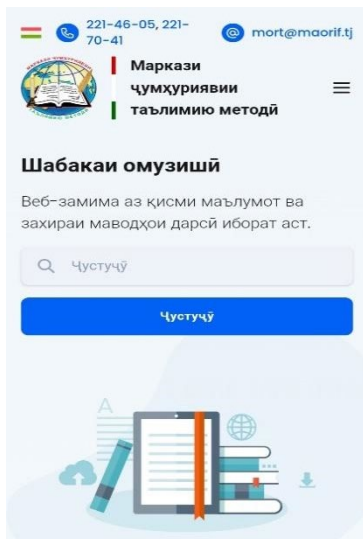 221-46-05, 221-
70-41
mort@maorif.tj
Маркази
ҷумҳуриявии
таълимию методӣ
Шабакаи омузишӣ
Веб-замима аз қисми маълумот ва
захираи маводҳои дарсӣ иборат аст.
Ҷустуҷӯ
Ҷустуҷӯ
A